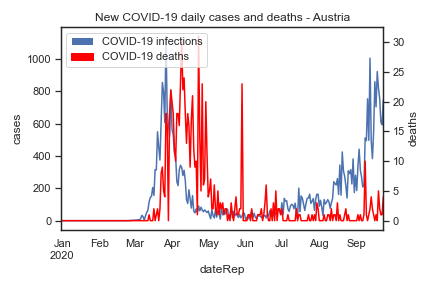 New COVID-19 daily cases and deaths - Austria
COVID-19 infections
COVID-19 deaths
1000
800
600
400
200
0
cases
30
25
20
15
10
5
0
deaths
Jan Feb Mar Apr May Jun Jul Aug Sep
2020
dateRep